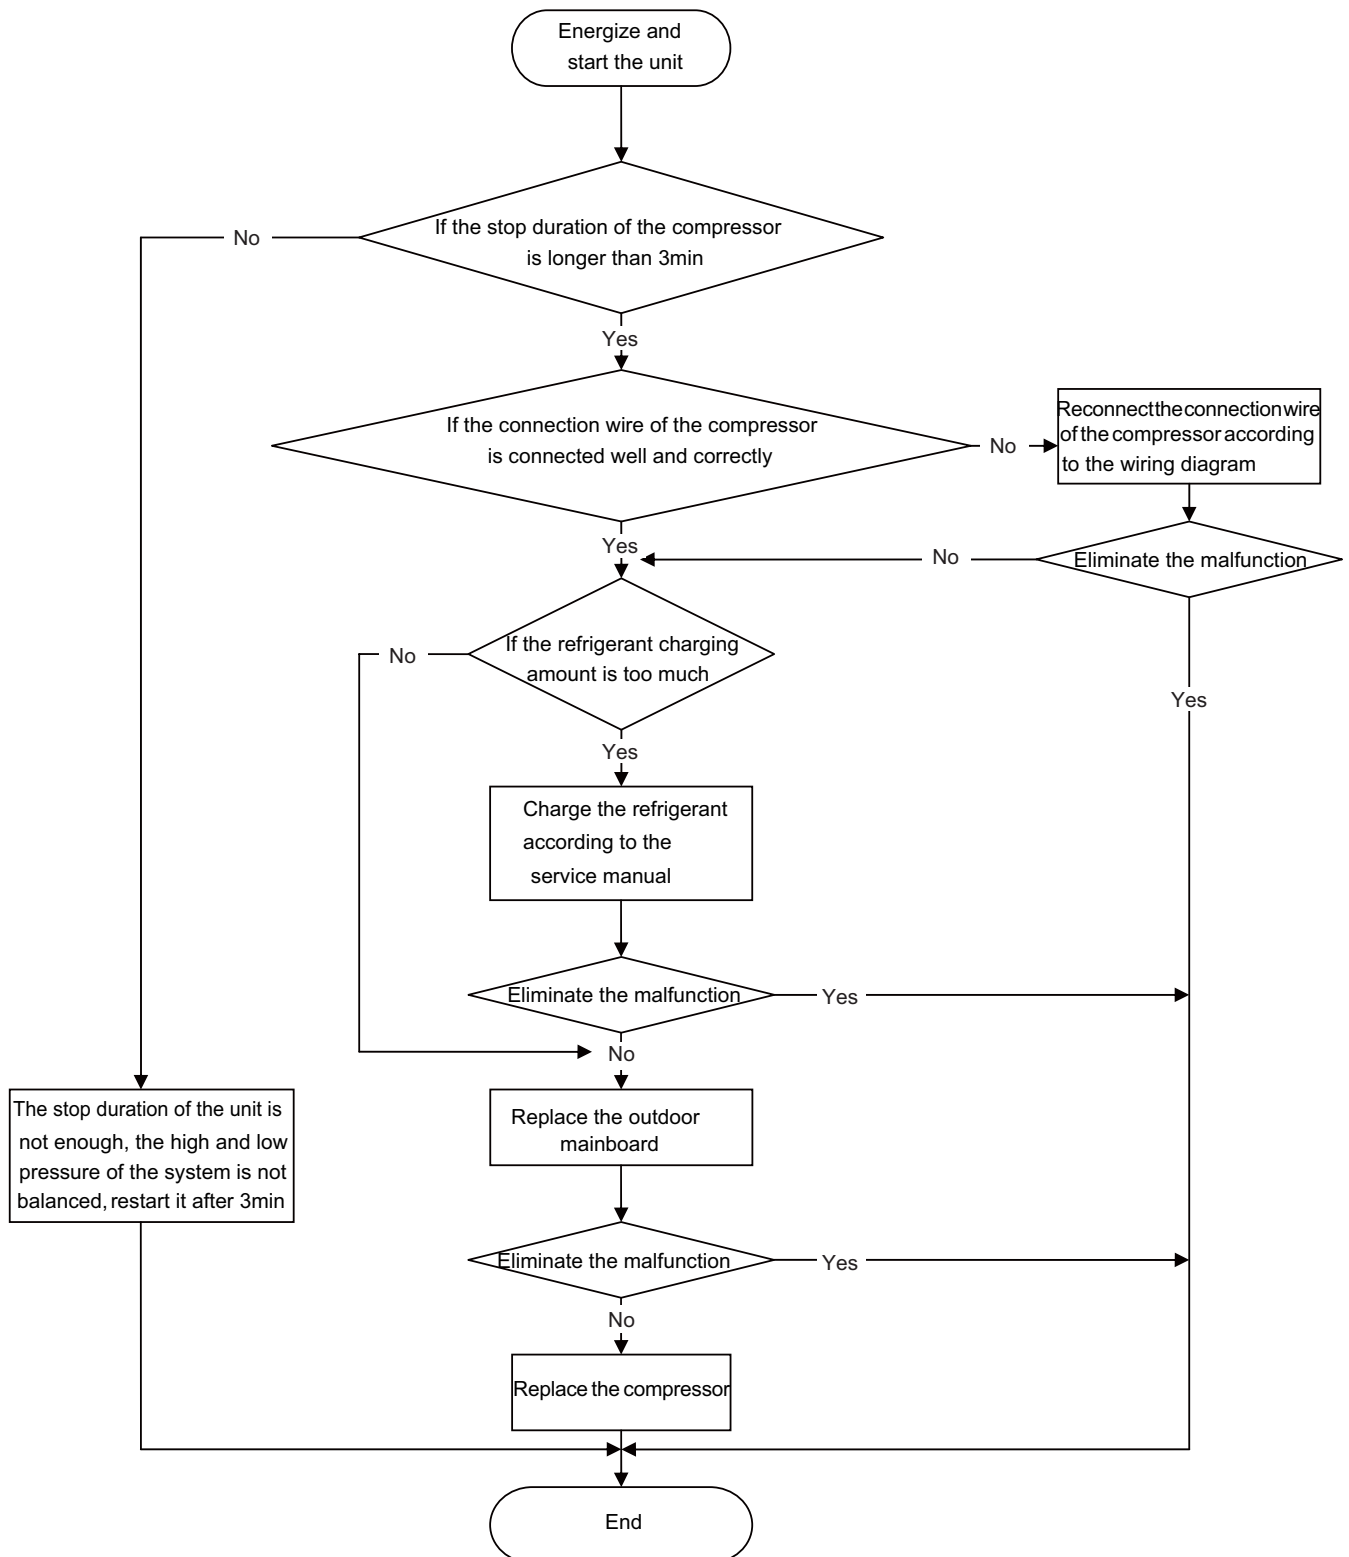 Energize and
start the unit
If the stop duration of the compressor
is longer than 3min
No
Yes
If the connection wire of the compressor
is connected well and correctly
No
Reconnect the connection wire
of the compressor according
to the wiring diagram
Yes
Eliminate the malfunction
No
Yes
If the refrigerant charging
amount is too much
No
Yes
Charge the refrigerant
according to the
service manual
Eliminate the malfunction
Yes
No
The stop duration of the unit is
not enough, the high and low
pressure of the system is not
balanced, restart it after 3min
Replace the outdoor
mainboard
Eliminate the malfunction
Yes
No
Replace the compressor
End